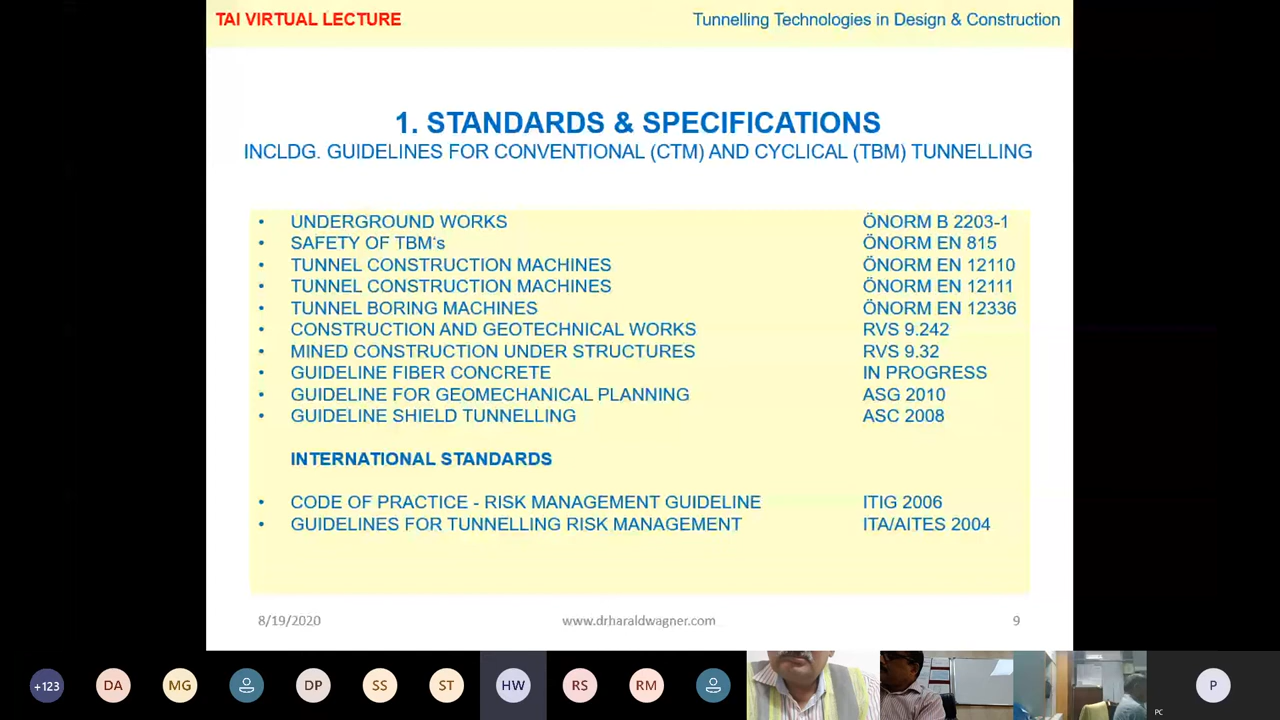 TAI VIRTUAL LECTURE Tunnelling Technologies in Design & Construction
1. STANDARDS & SPECIFICATIONS
INCLDG. GUIDELINES FOR CONVENTIONAL (CTM) AND CYCLICAL (TBM) TUNNELLING
• UNDERGROUND WORKS ÖNORM B 2203-1
• SAFETY OF TBM's ÖNORM EN 815
• TUNNEL CONSTRUCTION MACHINES ÖNORM EN 12110
• TUNNEL CONSTRUCTION MACHINES ÖNORM EN 12111
• TUNNEL BORING MACHINES ÖNORM EN 12336
• CONSTRUCTION AND GEOTECHNICAL WORKS RVS 9.242
• MINED CONSTRUCTION UNDER STRUCTURES RVS 9.32
• GUIDELINE FIBER CONCRETE IN PROGRESS
• GUIDELINE FOR GEOMECHANICAL PLANNING ASG 2010
• GUIDELINE SHIELD TUNNELLING ASC 2008
INTERNATIONAL STANDARDS
• CODE OF PRACTICE - RISK MANAGEMENT GUIDELINE ITIG 2006
• GUIDELINES FOR TUNNELLING RISK MANAGEMENT ITA/AITES 2004
8/19/2020 www.drharaldwagner.com 9
+123 DA MG DP SS ST HW RS RM P
PC